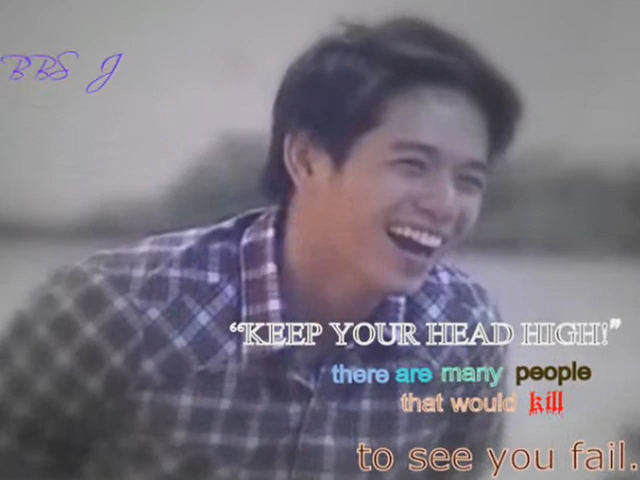 BBS J
“KEEP YOUR HEAD HIGH!”
there are many people
that would kill
to see you fail.